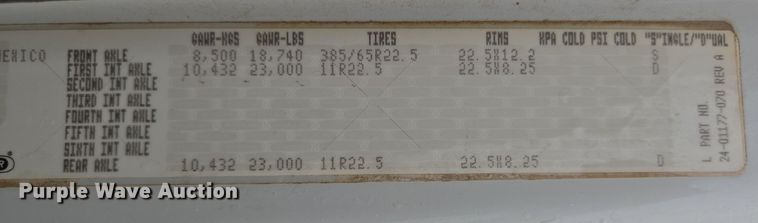 GAWR-KGS GAWR-LBS TIRES RIMS KPA COLD PSI COLD "S"INGLE/"D"UAL
MEXICO FRONT AXLE 8,500 18,740 385/65R22.5 22.5X12.2 S
FIRST INT AXLE 10,432 23,000 11R22.5 22.5X8.25 D
SECOND INT AXLE
THIRD INT AXLE
FOURTH INT AXLE
FIFTH INT AXLE
SIXTH INT AXLE
REAR AXLE 10,432 23,000 11R22.5 22.5X8.25 D
L PART NO.
24-01177-070 REV A
Purple Wave Auction